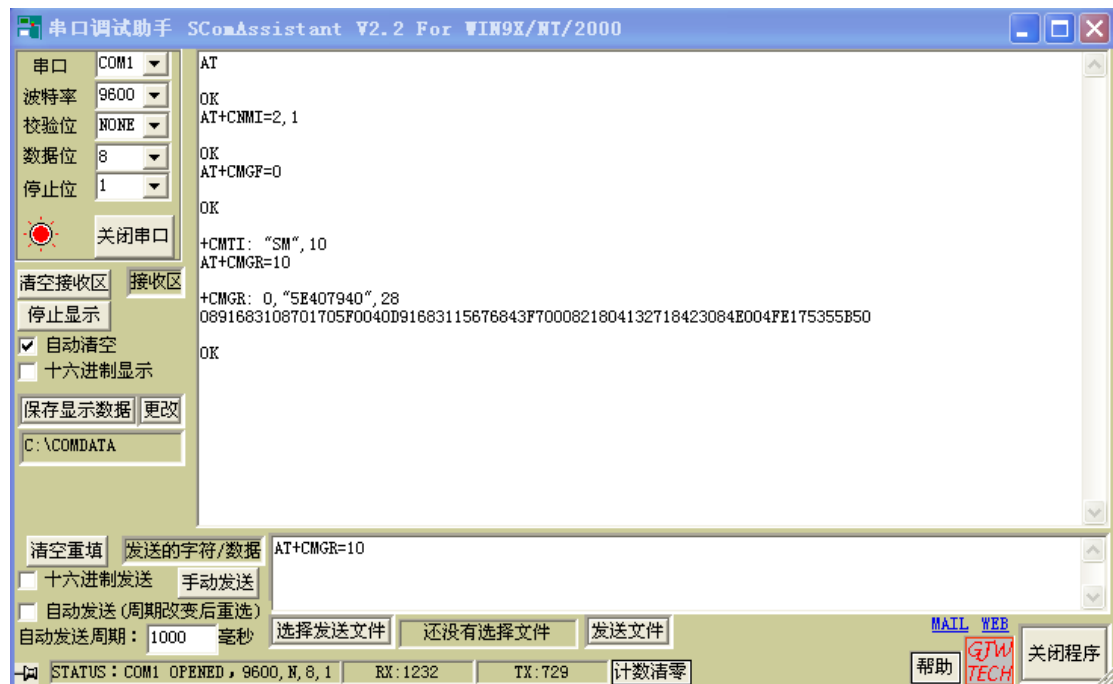 串口调试助手 SComAssistant V2.2 For WIN9X/NT/2000
串口 COM1
波特率 9600
校验位 NONE
数据位 8
停止位 1
关闭串口
清空接收区 接收区
停止显示
自动清空
十六进制显示
保存显示数据 更改
C:\COMDATA
AT
OK
AT+CNMI=2,1
OK
AT+CMGF=0
OK
+CMTI: "SM",10
AT+CMGR=10
+CMGR: 0,"5E407940",28
0891683108701705F0040D91683115676843F7000821804132718423084E004FE175355B50
OK
清空重填 发送的字符/数据 AT+CMGR=10
十六进制发送 手动发送
自动发送(周期改变后重选)
自动发送周期: 1000 毫秒 选择发送文件 还没有选择文件 发送文件
MAIL WEB
STATUS:COM1 OPENED,9600,N,8,1 RX:1232 TX:729 计数清零 帮助 GJW TECH 关闭程序